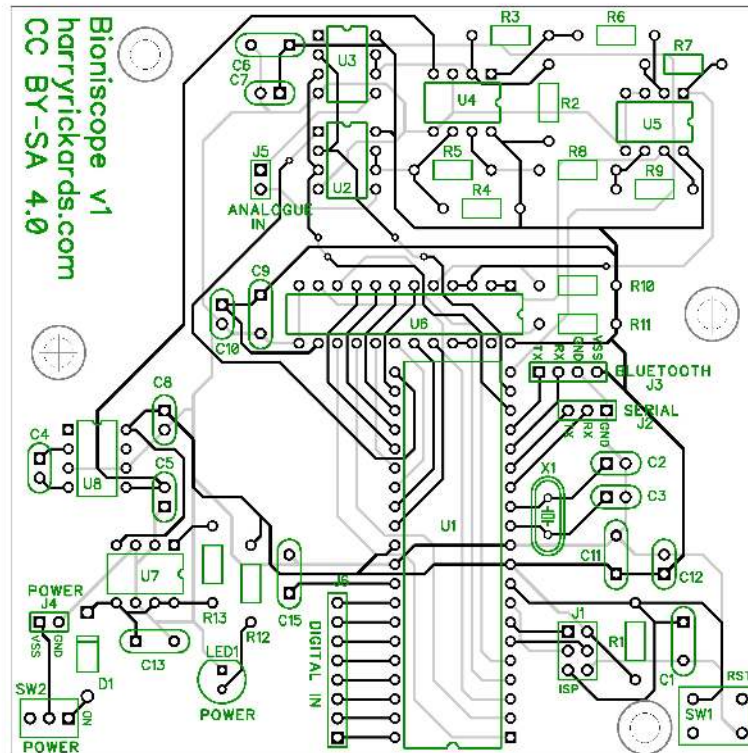 Bioniscope v1
harryrickards.com
CC BY-SA 4.0
C6
C7
U3
R3
R6
R7
U4
R2
U5
J5
U2
R5
R8
R9
R4
ANALOGUE
IN
C9
C10
U6
R10
R11
TX
RX
GND
VSS
BLUETOOTH
J3
SERIAL
J2
TX
RX
GND
C8
C4
U8
C5
X1
C2
C3
U1
U7
C11
C12
POWER
J4
VSS
GND
R13
R12
C15
J6
DIGITAL IN
J1
R1
C1
ISP
C13
LED1
POWER
D1
SW2
ON
POWER
RST
SW1